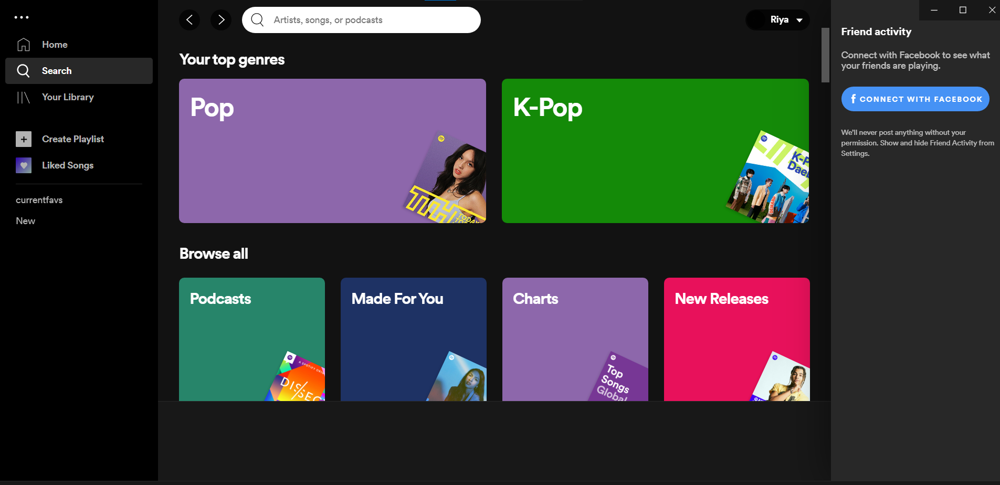 Home
Search
Your Library
Create Playlist
Liked Songs
currentfavs
New
Artists, songs, or podcasts
Riya
Your top genres
Pop
TODAY
K-Pop
Browse all
Podcasts
A SPOTIFY
Made For You
Charts
Top
Songs
Global
New Releases
DEMAND
Friend activity
Connect with Facebook to see what
your friends are playing.
f CONNECT WITH FACEBOOK
We'll never post anything without your
permission. Show and hide Friend Activity from
Settings.